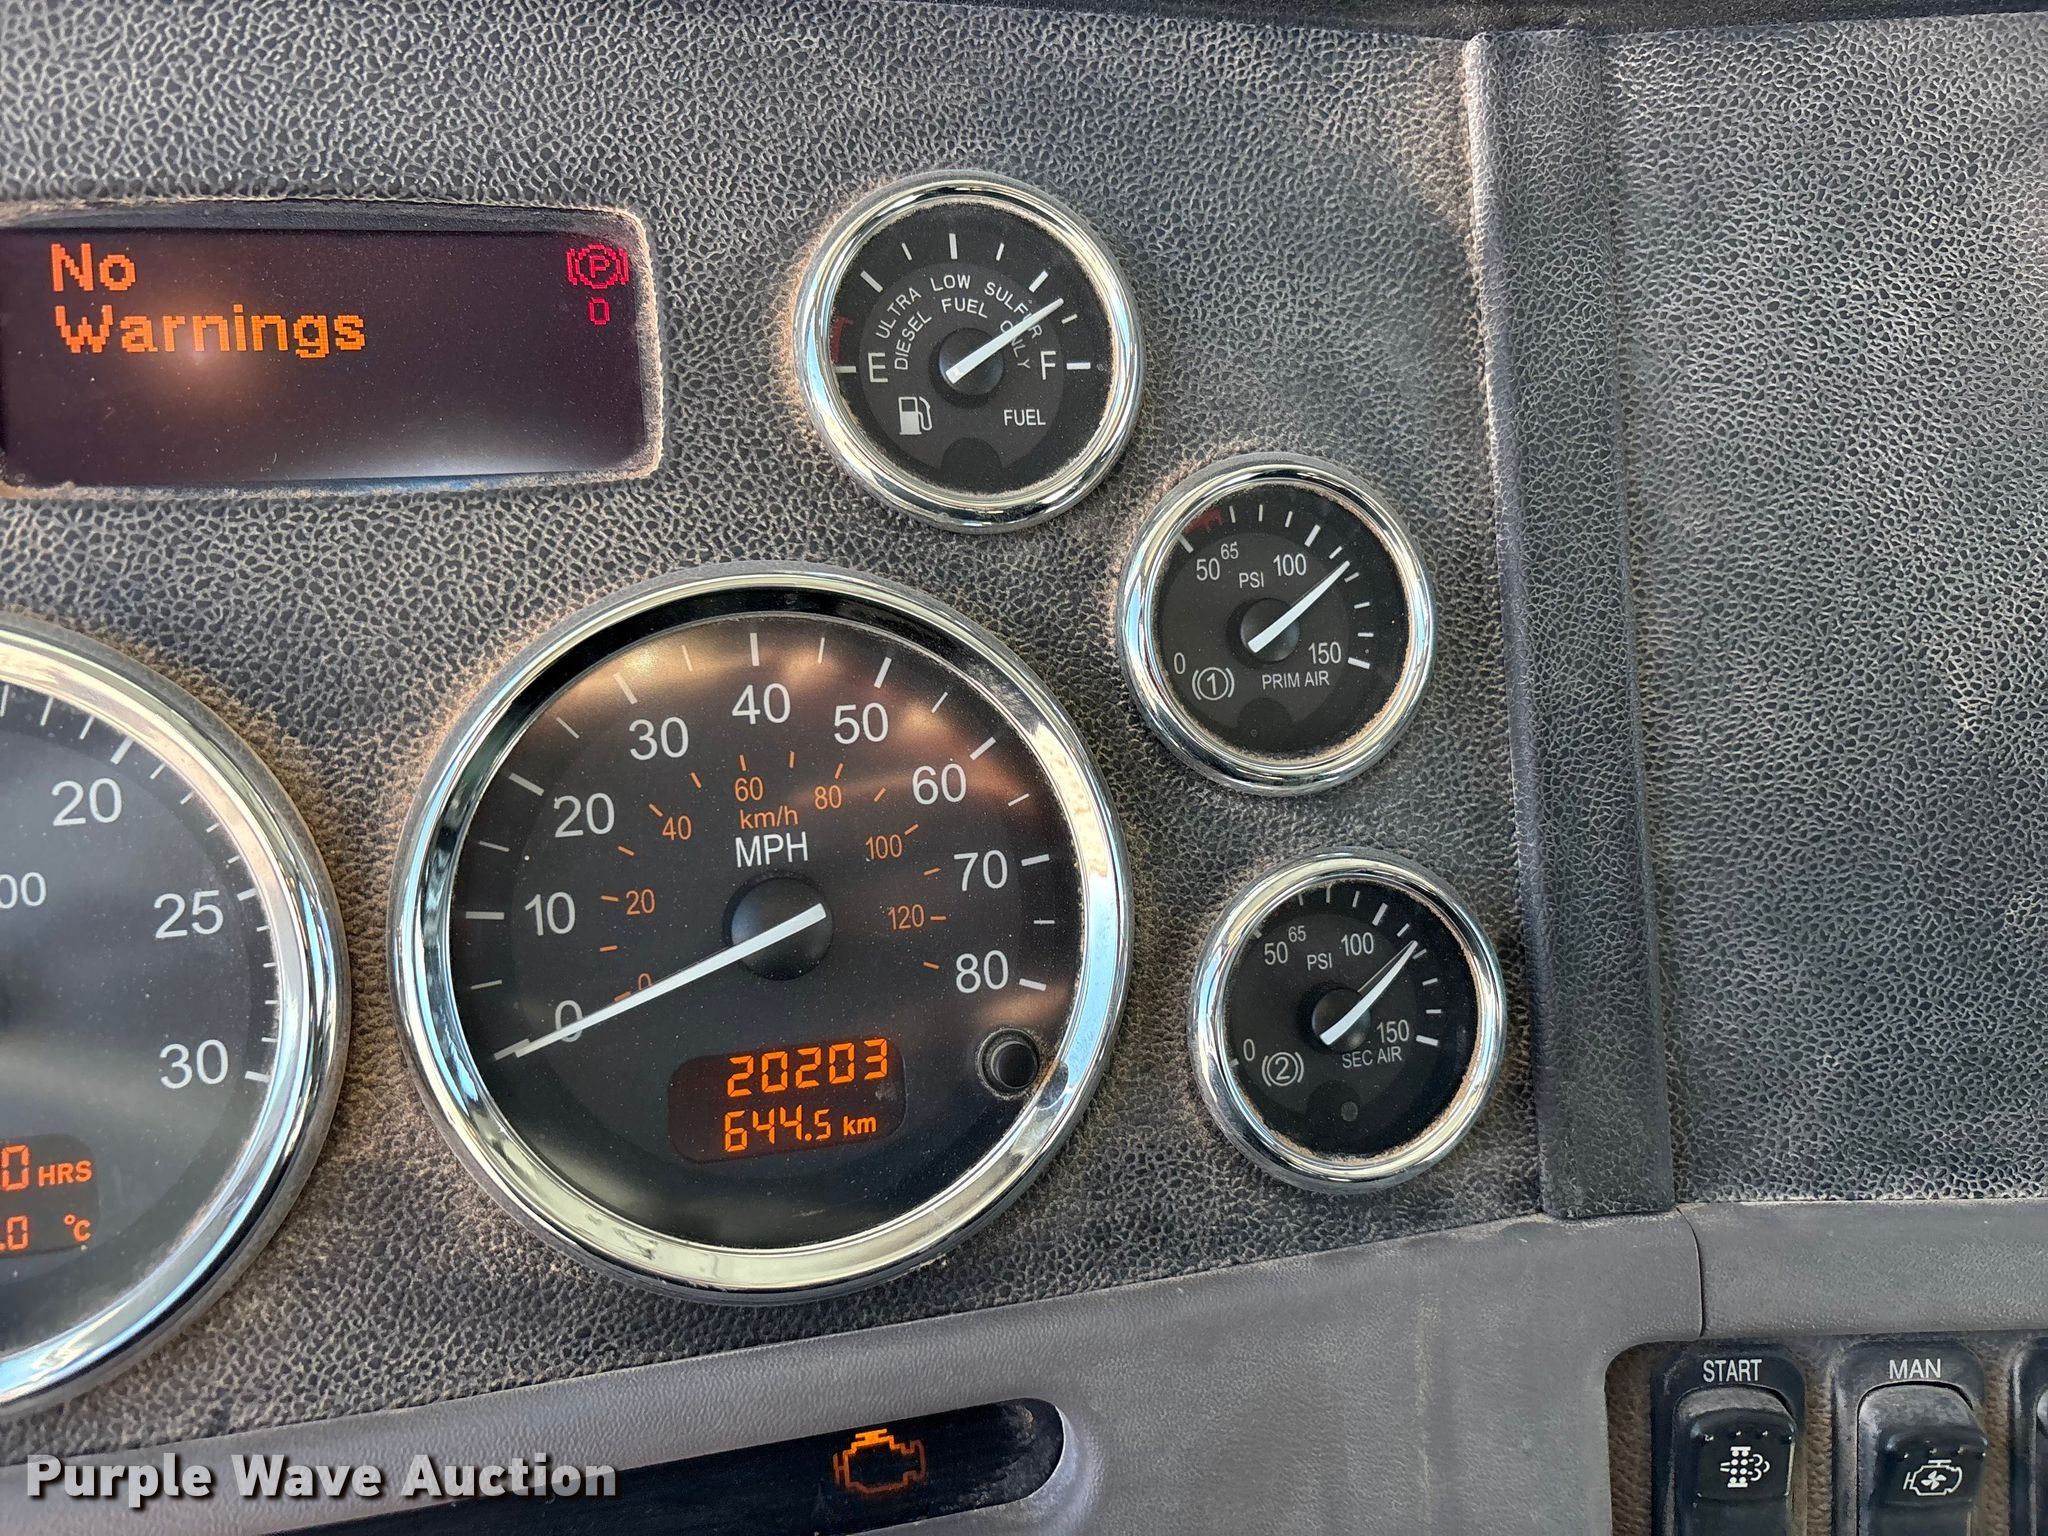 No
Warnings
P
0
ULTRA LOW SULFUR
DIESEL FUEL ONLY
E
F
FUEL
50 65 100
PSI
0 150
(1) PRIM AIR
50 65 100
PSI
0 150
(2) SEC AIR
0 10 20 30 40 50 60 70 80
0 20 40 60 80 100 120
km/h
MPH
20203
644.5 km
20
25
30
00
0 HRS
.0 °C
START
MAN
Purple Wave Auction